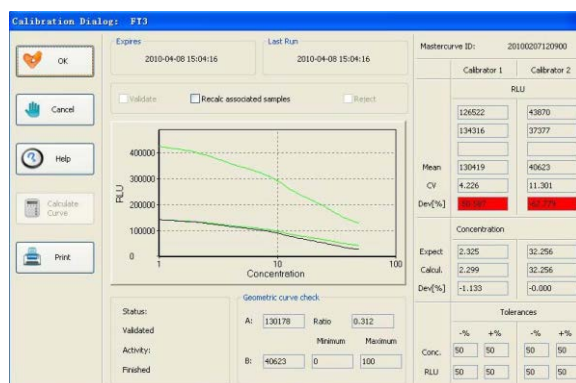 Calibration Dialog: FT3
OK
Cancel
Help
Calculate
Curve
Print
Expires
2010-04-08 15:04:16
Last Run
2010-04-08 15:04:16
Validate
Recalc associated samples
Reject
RLU
400000
300000
200000
100000
0
1
10
100
Concentretion
Status:
Validated
Activity:
Finished
Geometric curve check
A: 130178 Ratio 0.312
Minimum Maximum
B: 40623 0 100
Mastercurve ID: 20100207120900
Calibrator 1 Calibrator 2
RLU
126522 43870
134316 37377
Mean 130419 40623
CV 4.226 11.301
Dev[%]
Concentration
Expect 2.325 32.256
Calcul. 2.299 32.256
Dev[%] -1.133 -0.000
Tolerances
-% +% -% +%
Conc. 50 50 50 50
RLU 50 50 50 50